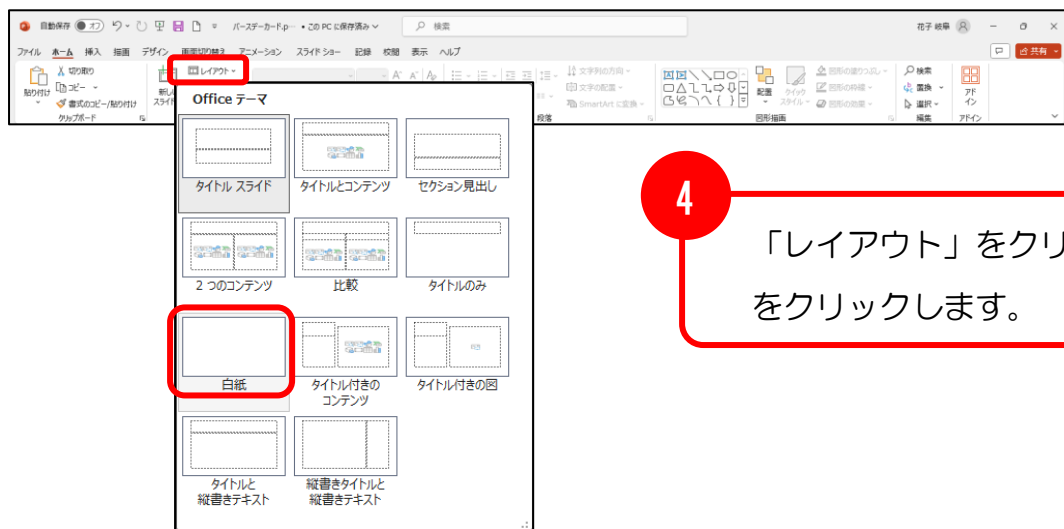 自動保存 オフ バースデーカード.p… • この PC に保存済み 検索 花子 岐阜
ファイル ホーム 挿入 描画 デザイン 画面切り替え アニメーション スライド ショー 記録 校閲 表示 ヘルプ 共有
貼り付け 切り取り コピー 書式のコピー/貼り付け
クリップボード
レイアウト
文字列の方向
文字の配置
SmartArt に変換
段落
配置 クイック スタイル
図形の塗りつぶし
図形の枠線
図形の効果
図形描画
検索
置換
選択
編集
アド
イン
アドイン
Office テーマ
タイトル スライド タイトルとコンテンツ セクション見出し
2 つのコンテンツ 比較 タイトルのみ
白紙 タイトル付きの
コンテンツ タイトル付きの図
タイトルと
縦書きテキスト
縦書きタイトルと
縦書きテキスト
4
「レイアウト」をクリ
をクリックします。